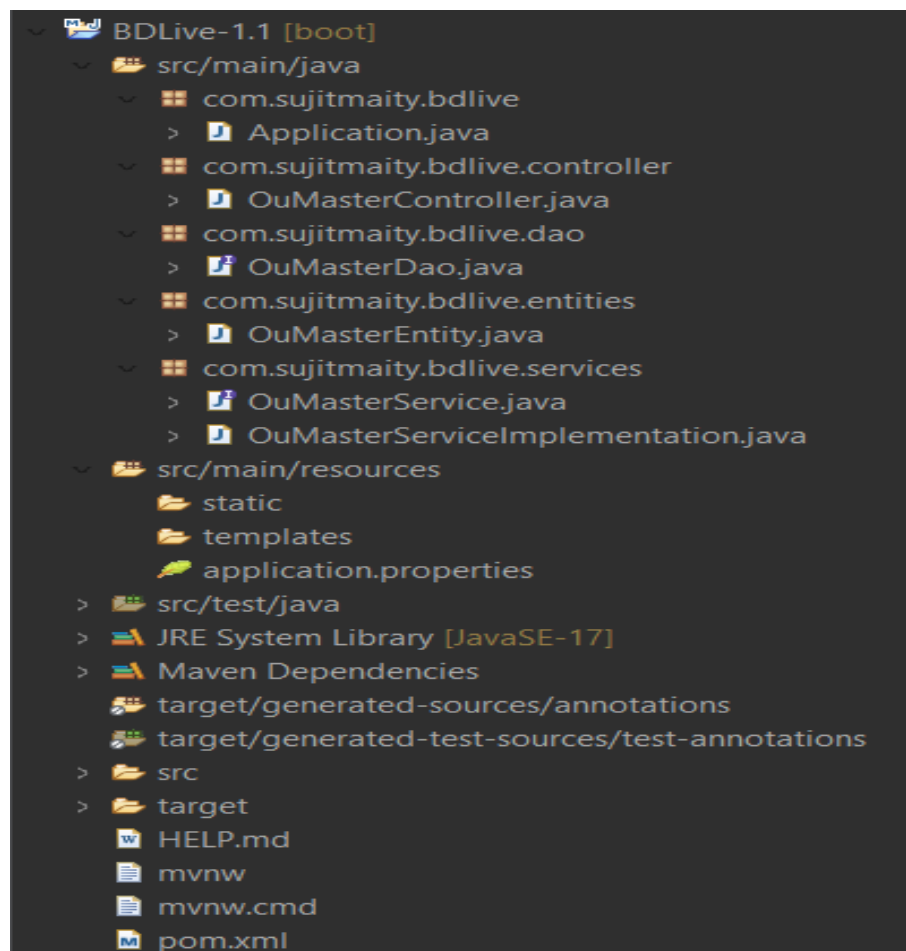 BDLive-1.1 [boot]
src/main/java
com.sujitmaity.bdlive
Application.java
com.sujitmaity.bdlive.controller
OuMasterController.java
com.sujitmaity.bdlive.dao
OuMasterDao.java
com.sujitmaity.bdlive.entities
OuMasterEntity.java
com.sujitmaity.bdlive.services
OuMasterService.java
OuMasterServiceImplementation.java
src/main/resources
static
templates
application.properties
src/test/java
JRE System Library [JavaSE-17]
Maven Dependencies
target/generated-sources/annotations
target/generated-test-sources/test-annotations
src
target
HELP.md
mvnw
mvnw.cmd
pom.xml